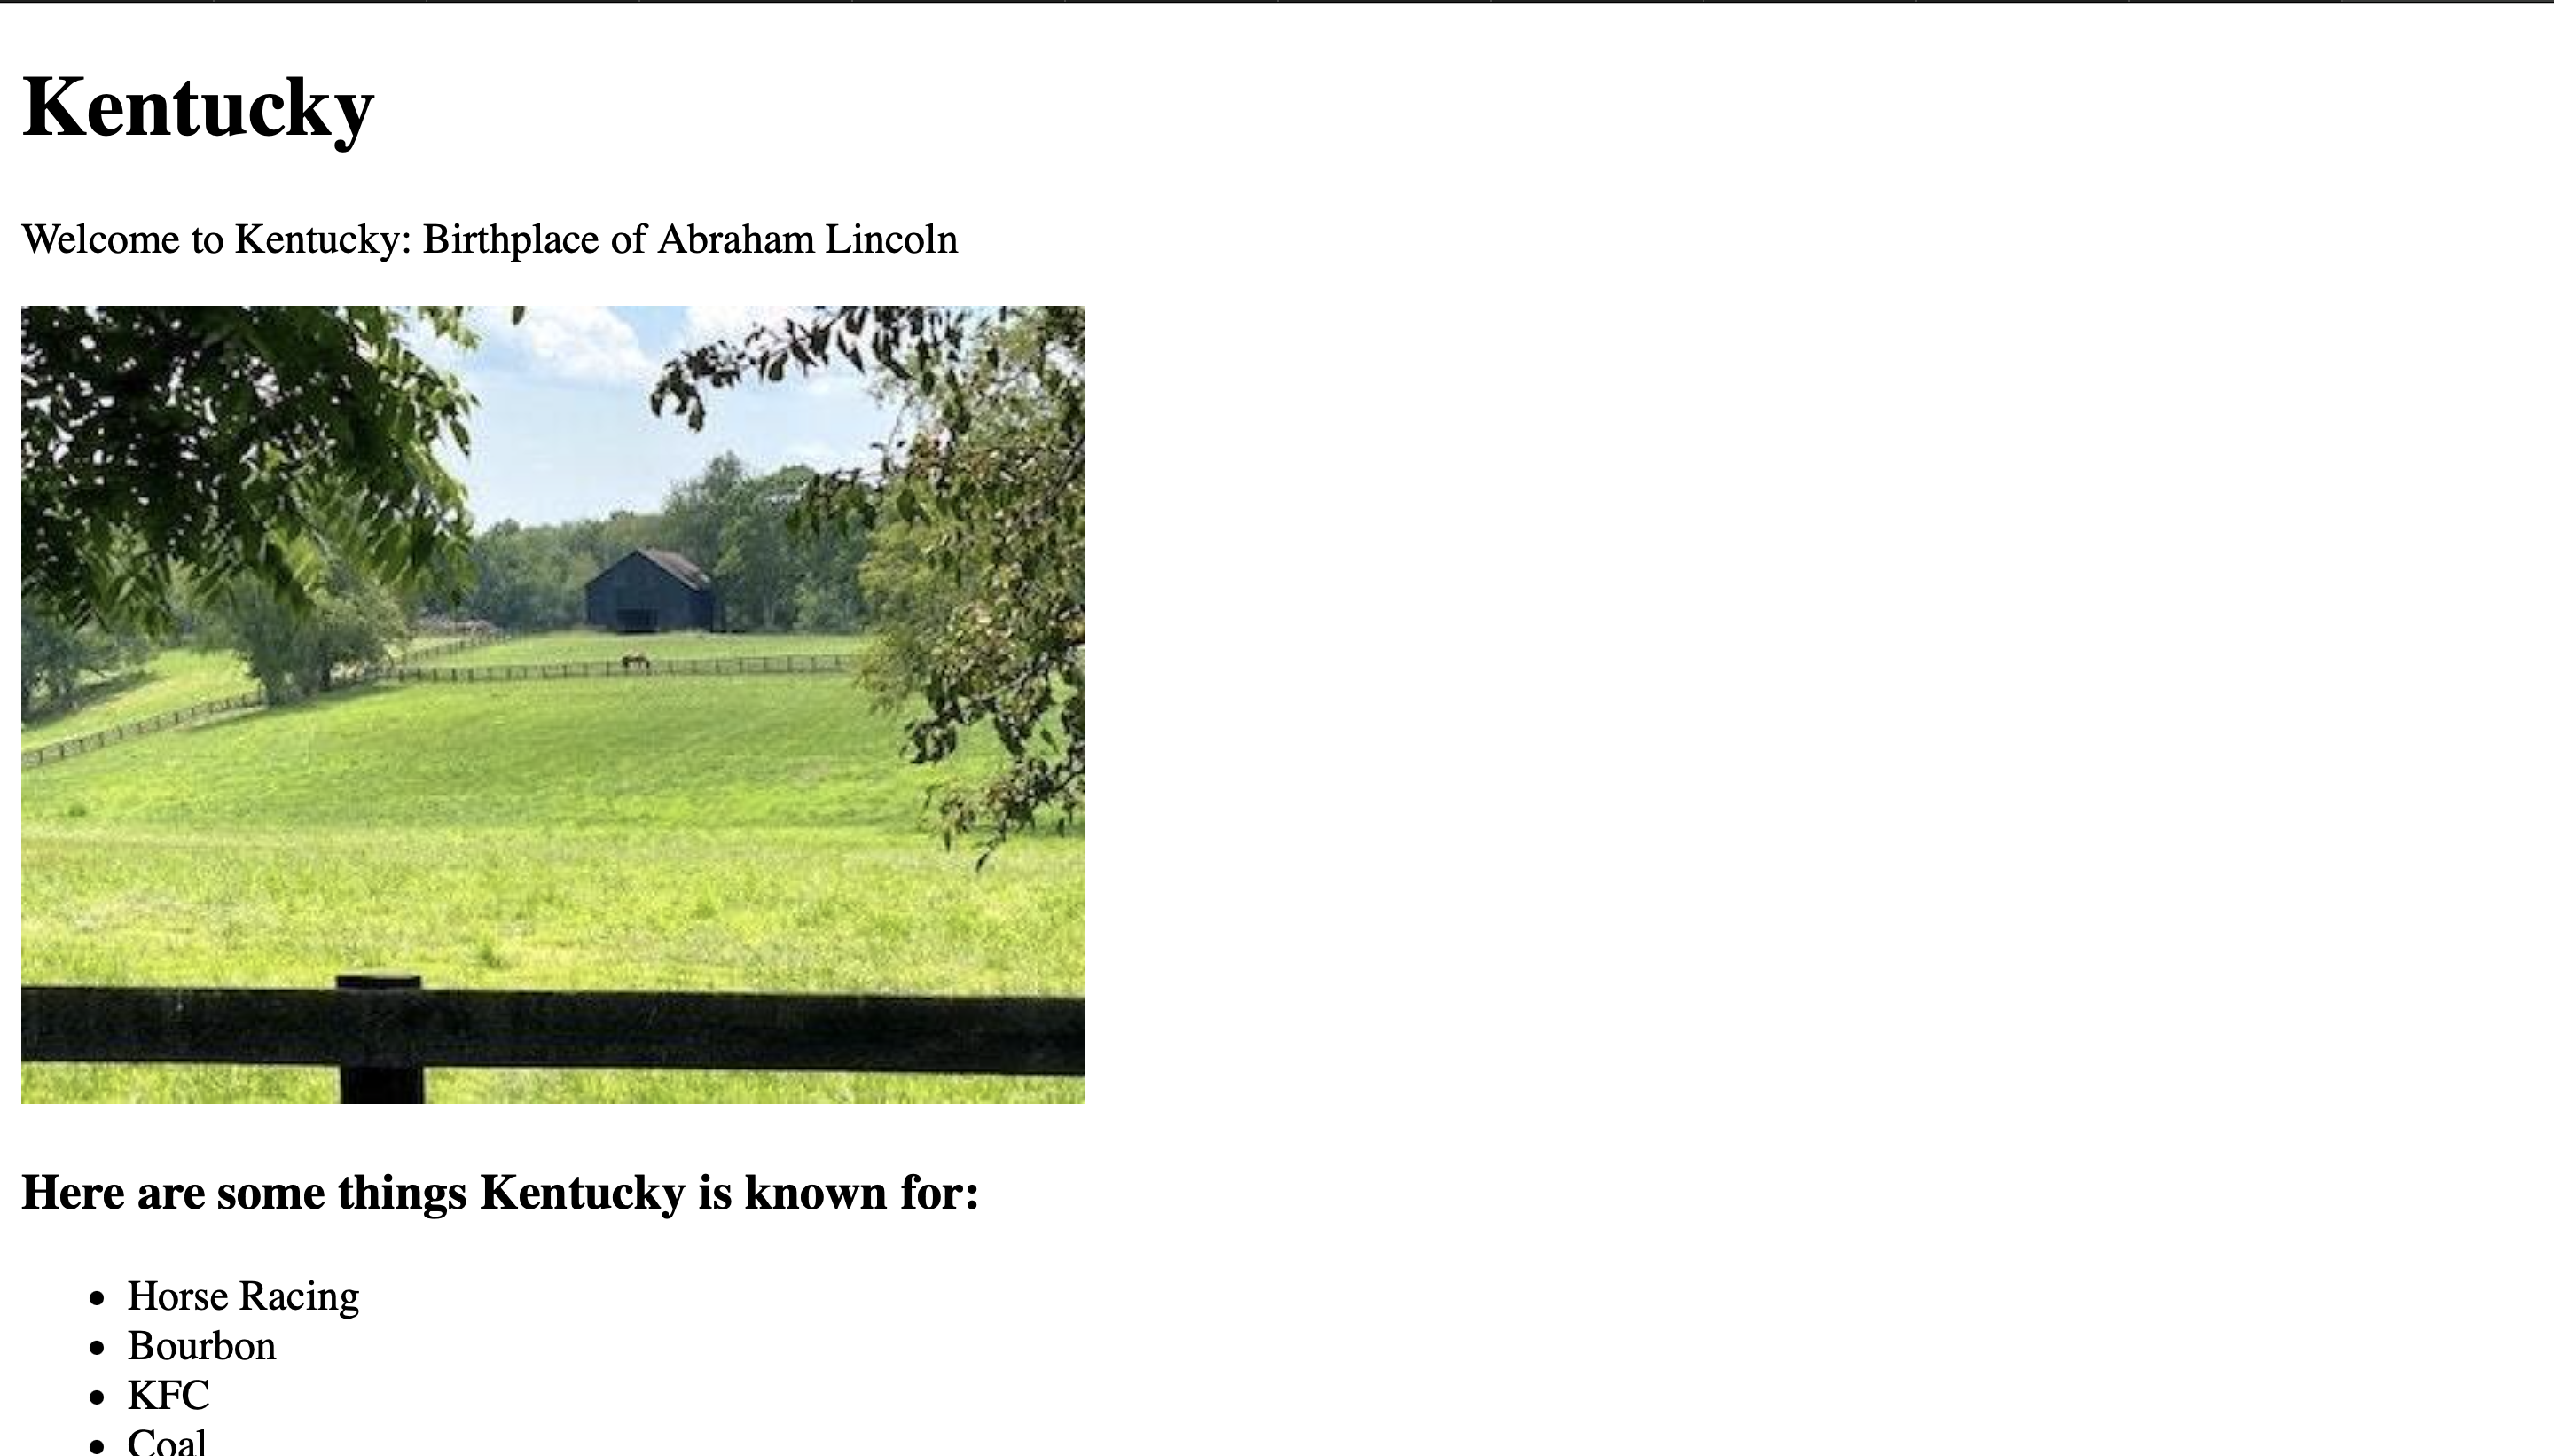 Kentucky
Welcome to Kentucky: Birthplace of Abraham Lincoln
Here are some things Kentucky is known for:
Horse Racing
Bourbon
KFC
Coal